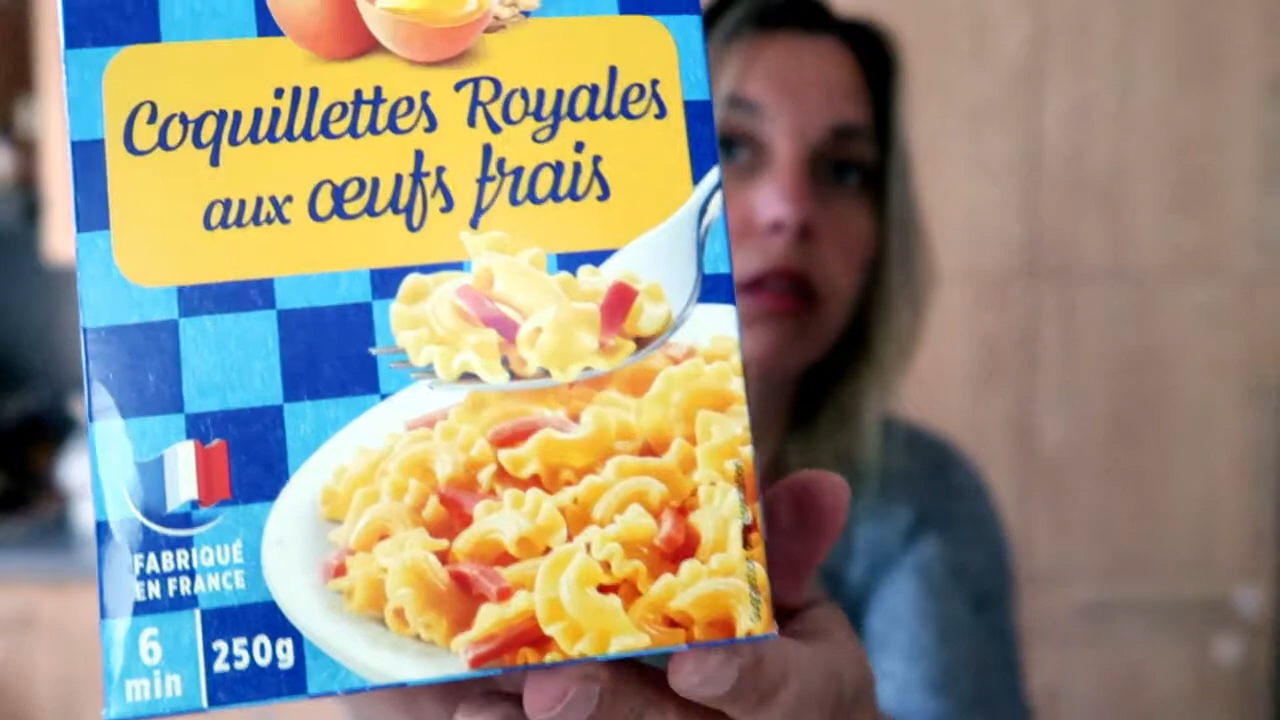 Coquillettes Royales
aux œufs frais
FABRIQUÉ
EN FRANCE
6
min
250g